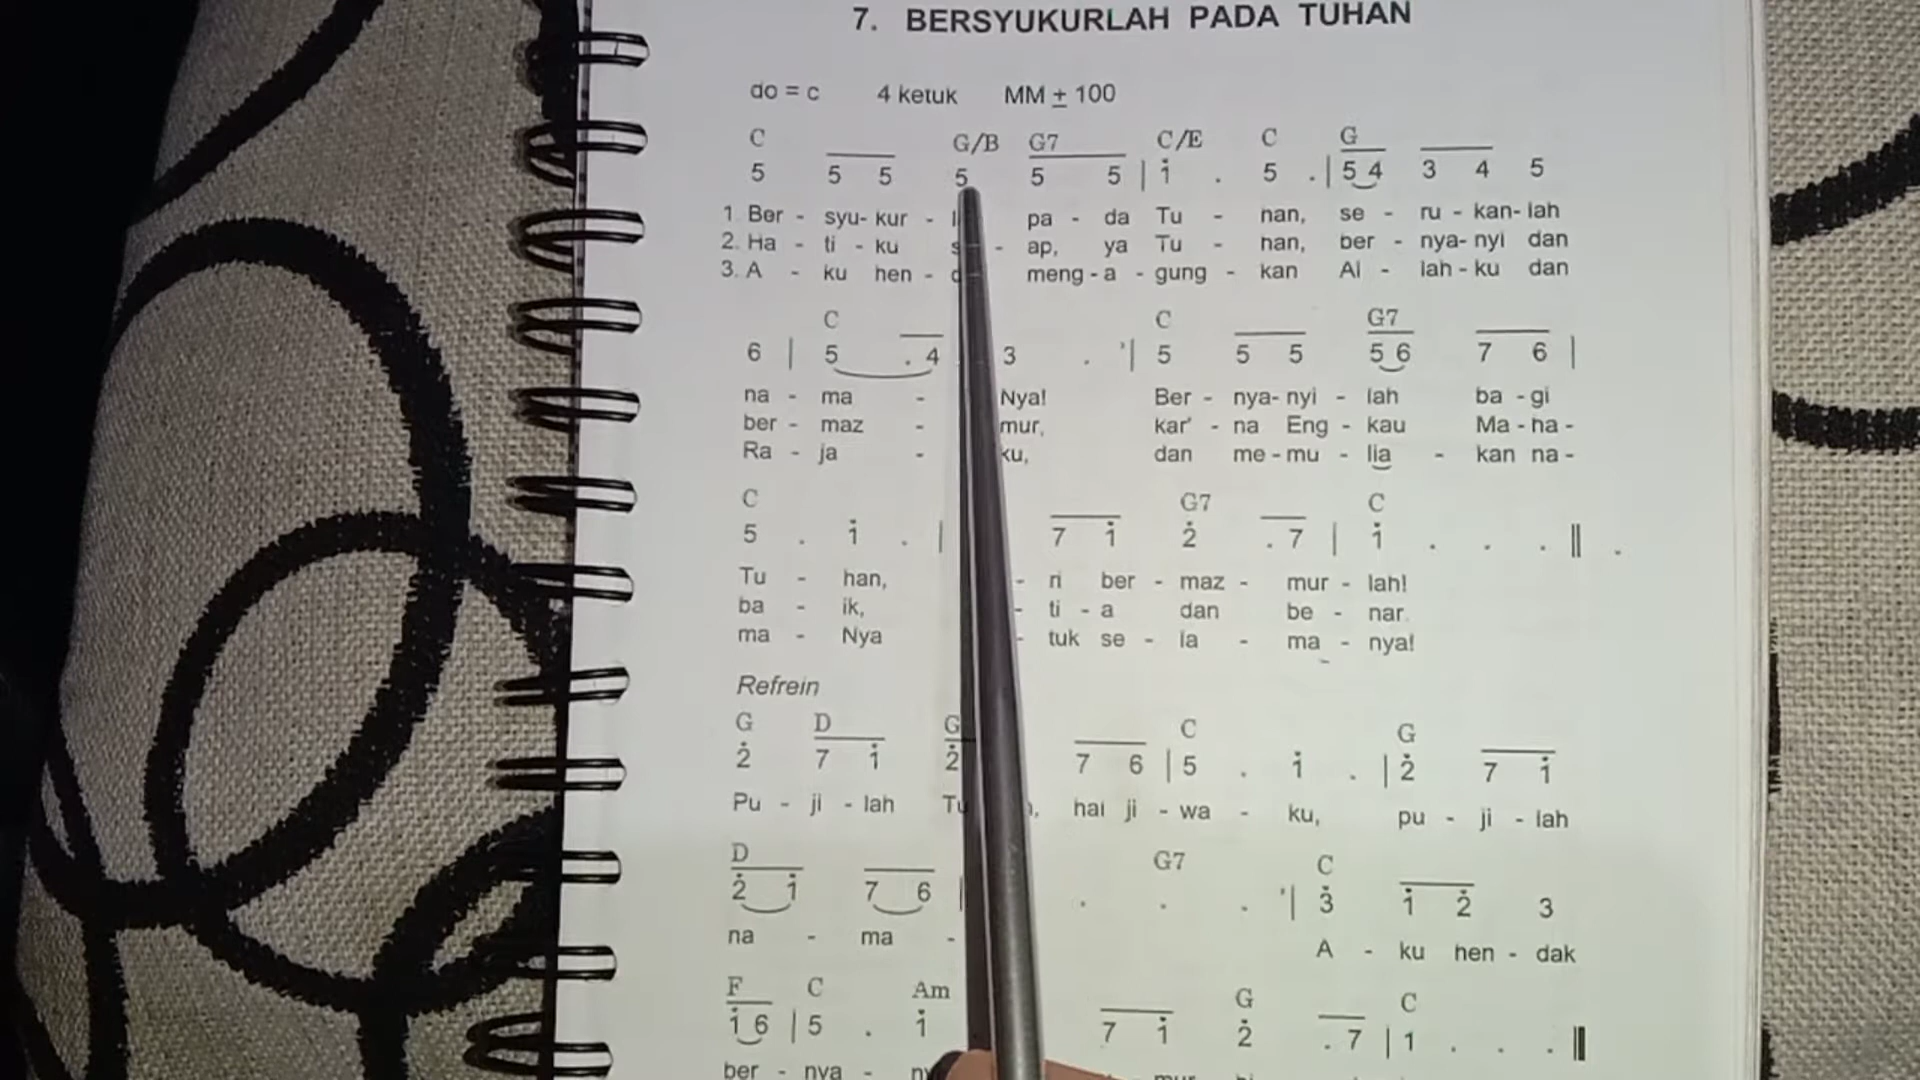 7. BERSYUKURLAH PADA TUHAN
do = c 4 ketuk MM ± 100
C G/B G7 C/E C G
5 5 5 5 5 5 | i̇ . 5 . | 5 4 3 4 5
1. Ber - syu- kur - pa - da Tu - nan, se - ru - kan- lah
2. Ha - ti - ku - ap, ya Tu - han, ber - nya- nyi dan
3. A - ku hen - meng - a - gung - kan Al - lah - ku dan
C C G7
6 | 5 . 4 3 . ' | 5 5 5 5 6 7 6 |
na - ma - Nya! Ber - nya- nyi - lah ba - gi
ber - maz - mur, kar' - na Eng - kau Ma - ha -
Ra - ja - ku, dan me - mu - lia - kan na -
C G7 C
5 . 1̇ . | 7 1̇ 2̇ . 7 | 1̇ . . . || .
Tu - han, - ri ber - maz - mur - lah!
ba - ik, - ti - a dan be - nar.
ma - Nya - tuk se - la - ma - nya!
Refrein
G D G C G
2̇ 7 1̇ 2̇ 7 6 | 5 . 1̇ . | 2̇ 7 1̇
Pu - ji - lah hai ji - wa - ku, pu - ji - lah
D G7 C
2̇ 1̇ 7 6 | . . . ' | 3̇ 1̇ 2̇ 3
na - ma - A - ku hen - dak
F C Am G C
1̇ 6 | 5 . 1̇ 7 1̇ 2̇ . 7 | 1 . . . ||
ber - nya -